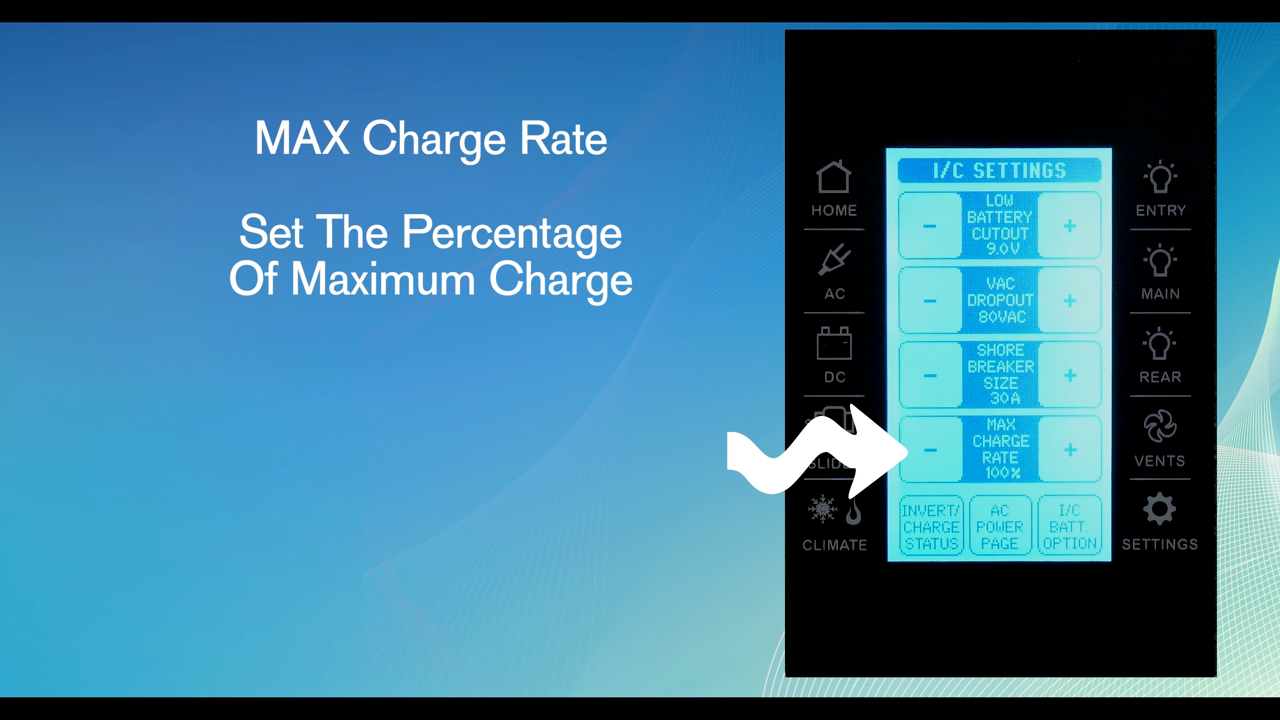 MAX Charge Rate
Set The Percentage
Of Maximum Charge
HOME
AC
DC
CLIMATE
I/C SETTINGS
-
LOW
BATTERY
CUTOUT
9.0V
+
-
VAC
DROPOUT
80VAC
+
-
SHORE
BREAKER
SIZE
30A
+
-
MAX
CHARGE
RATE
100%
+
INVERT/
CHARGE
STATUS
AC
POWER
PAGE
I/C
BATT.
OPTION
ENTRY
MAIN
REAR
VENTS
SETTINGS